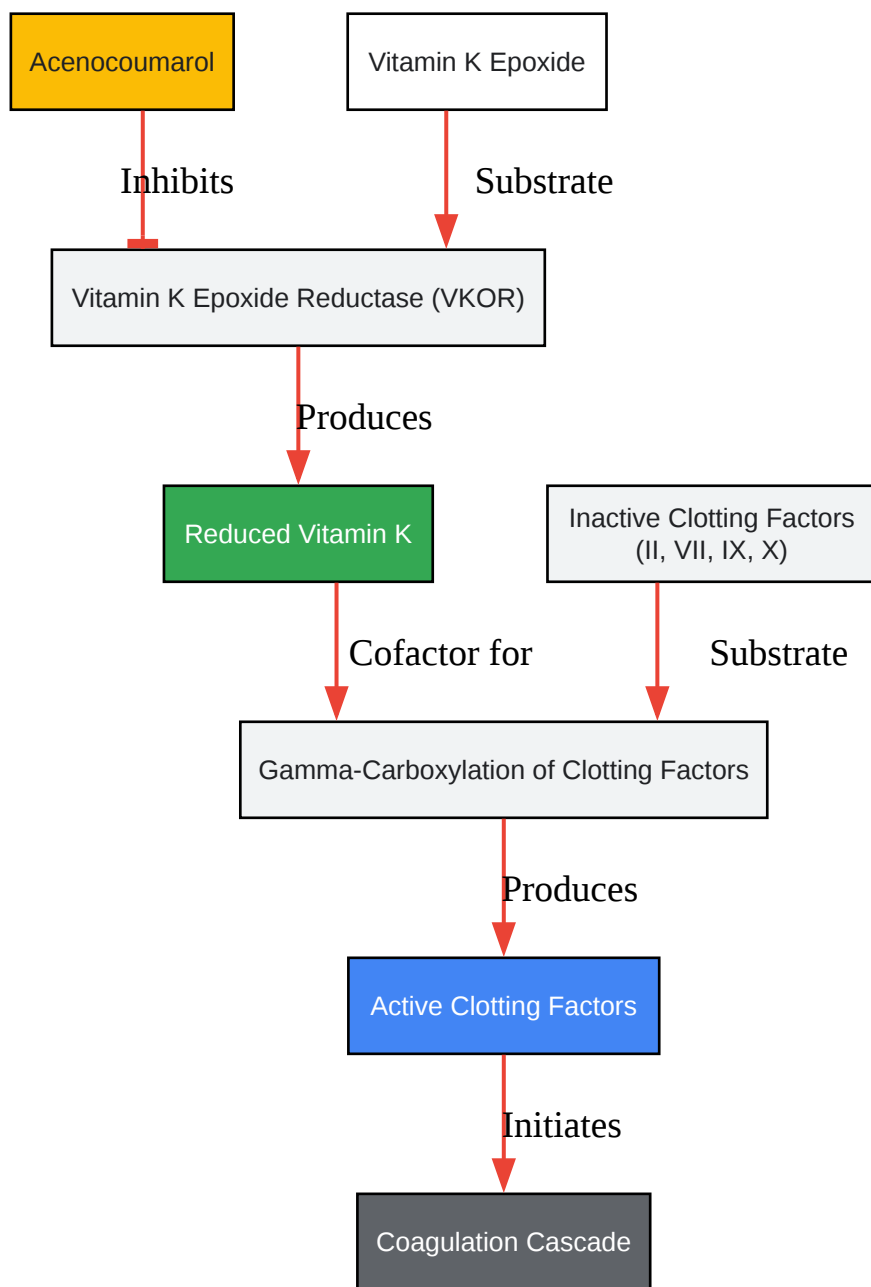 Acenocoumarol
Vitamin K Epoxide
Inhibits
Substrate
Vitamin K Epoxide Reductase (VKOR)
Produces
Reduced Vitamin K
Inactive Clotting Factors
(II, VII, IX, X)
Cofactor for
Substrate
Gamma-Carboxylation of Clotting Factors
Produces
Active Clotting Factors
Initiates
Coagulation Cascade